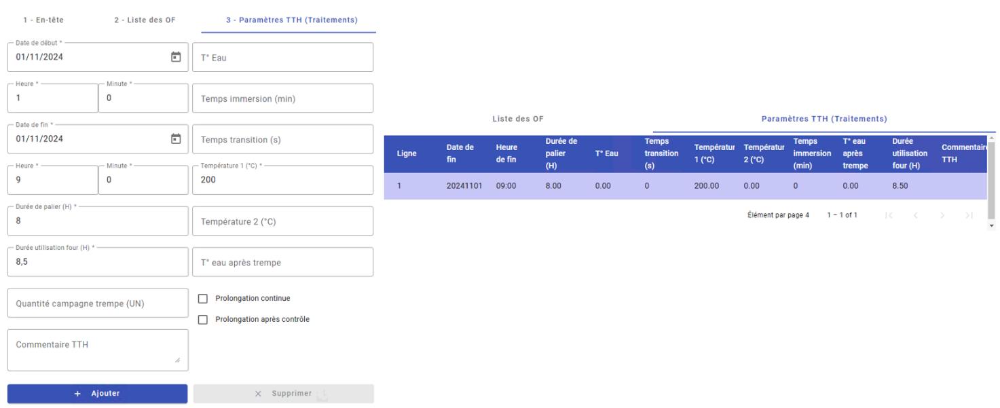 1 - En-tête
2 - Liste des OF
3 - Paramètres TTH (Traitements)
Date de début *
01/11/2024
T° Eau
Heure *
1
Minute *
0
Temps immersion (min)
Date de fin *
01/11/2024
Temps transition (s)
Heure *
9
Minute *
0
Température 1 (°C) *
200
Durée de palier (H) *
8
Température 2 (°C)
Durée utilisation four (H) *
8,5
T° eau après trempe
Quantité campagne trempe (UN)
Prolongation continue
Prolongation après contrôle
Commentaire TTH
+ Ajouter
× Supprimer
Liste des OF
Paramètres TTH (Traitements)
Ligne
Date de
fin
Heure
de fin
Durée de
palier
(H)
T° Eau
Temps
transition
(s)
Températur
1 (°C)
Températur
2 (°C)
Temps
immersion
(min)
T° eau
après
trempe
Durée
utilisation
four (H)
Commentaire
TTH
1
20241101
09:00
8.00
0.00
0
200.00
0.00
0
0.00
8.50
Élément par page 4
1 – 1 of 1